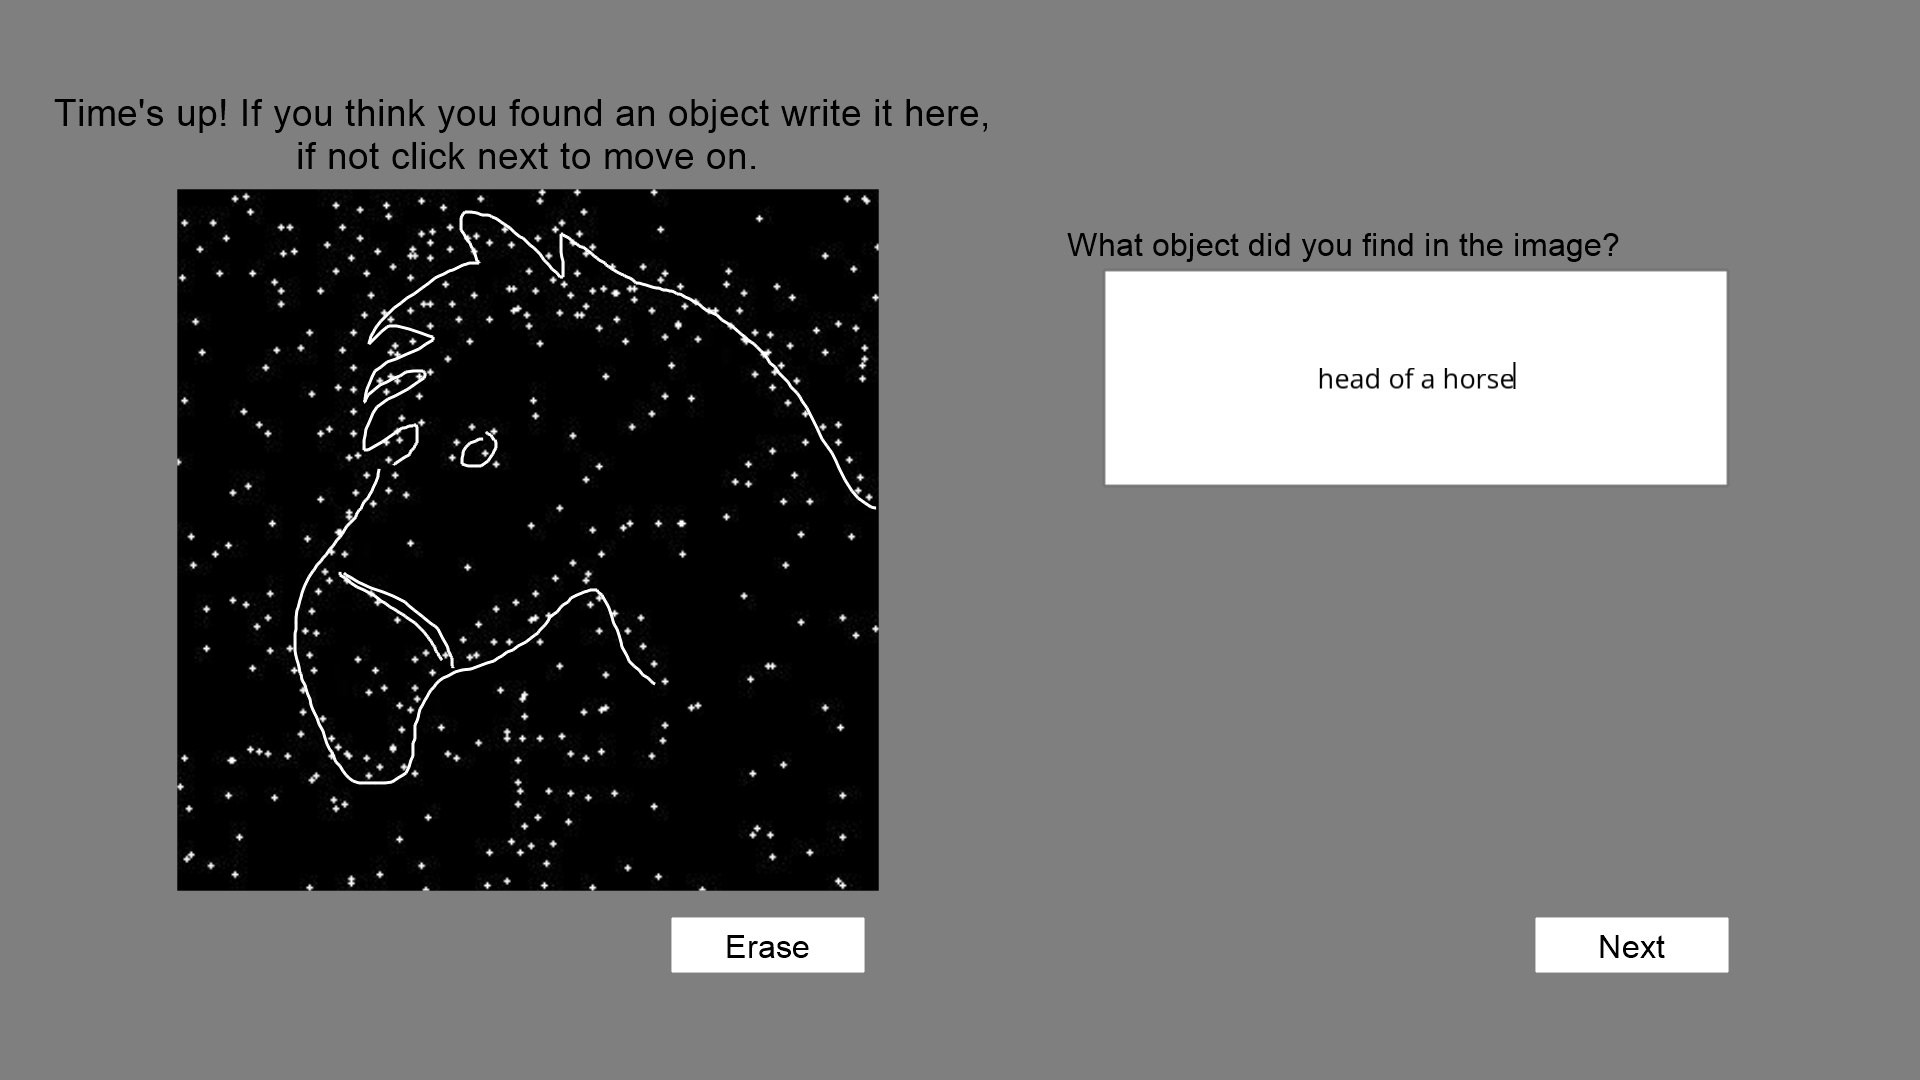 Time's up! If you think you found an object write it here,
if not click next to move on.
What object did you find in the image?
head of a horse
Erase
Next